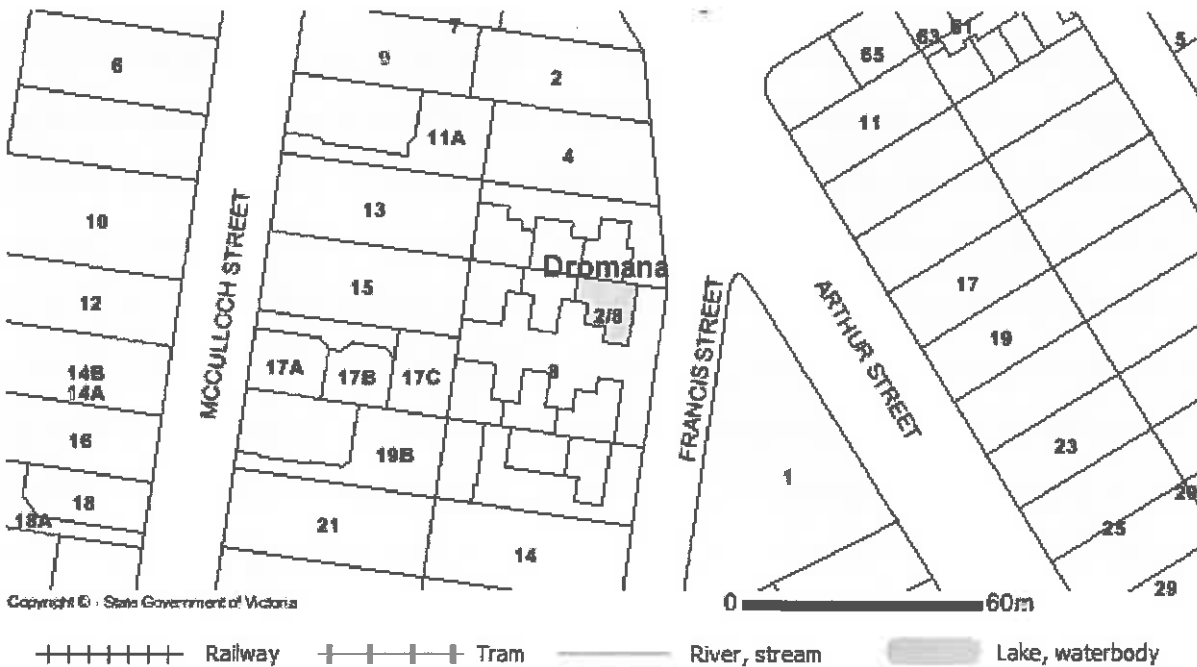 7
61
63
5
6
9
2
65
11A
4
11
10
13
Dromana
12
15
2/8
17
19
17A
17B
17C
8
14B
14A
16
19B
23
1
18
18A
21
14
25
29
29
MCCULLOCH STREET
FRANCIS STREET
ARTHUR STREET
Copyright © - State Government of Victoria
0 60m
Railway Tram River, stream Lake, waterbody